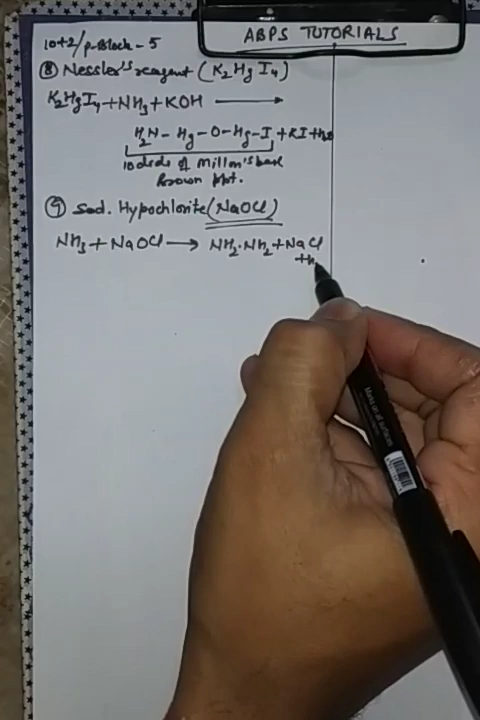 ABPS TUTORIALS
10+2/p-Block-5
⑧ Nessler's reagent (K₂HgI₄)
K₂HgI₄+NH₃+KOH ⟶
H₂N-Hg-O-Hg-I+KI+H₂O
Iodide of Millon's base
Brown ppt.
⑨ Sod. Hypochlorite (NaOCl)
NH₃+NaOCl⟶ NH₂·NH₂+NaCl
+H